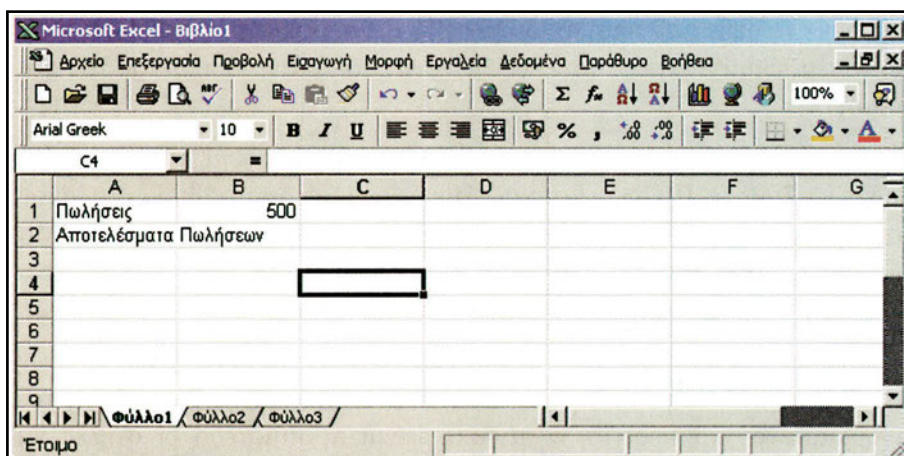 Microsoft Excel - Βιβλίο1
Αρχείο Επεξεργασία Προβολή Εισαγωγή Μορφή Εργαλεία Δεδομένα Παράθυρο Βοήθεια
100%
Arial Greek 10 B I U % ,
C4 =
A B C D E F G
1 Πωλήσεις 500
2 Αποτελέσματα Πωλήσεων
3
4
5
6
7
8
9
Φύλλο1 Φύλλο2 Φύλλο3
Έτοιμο